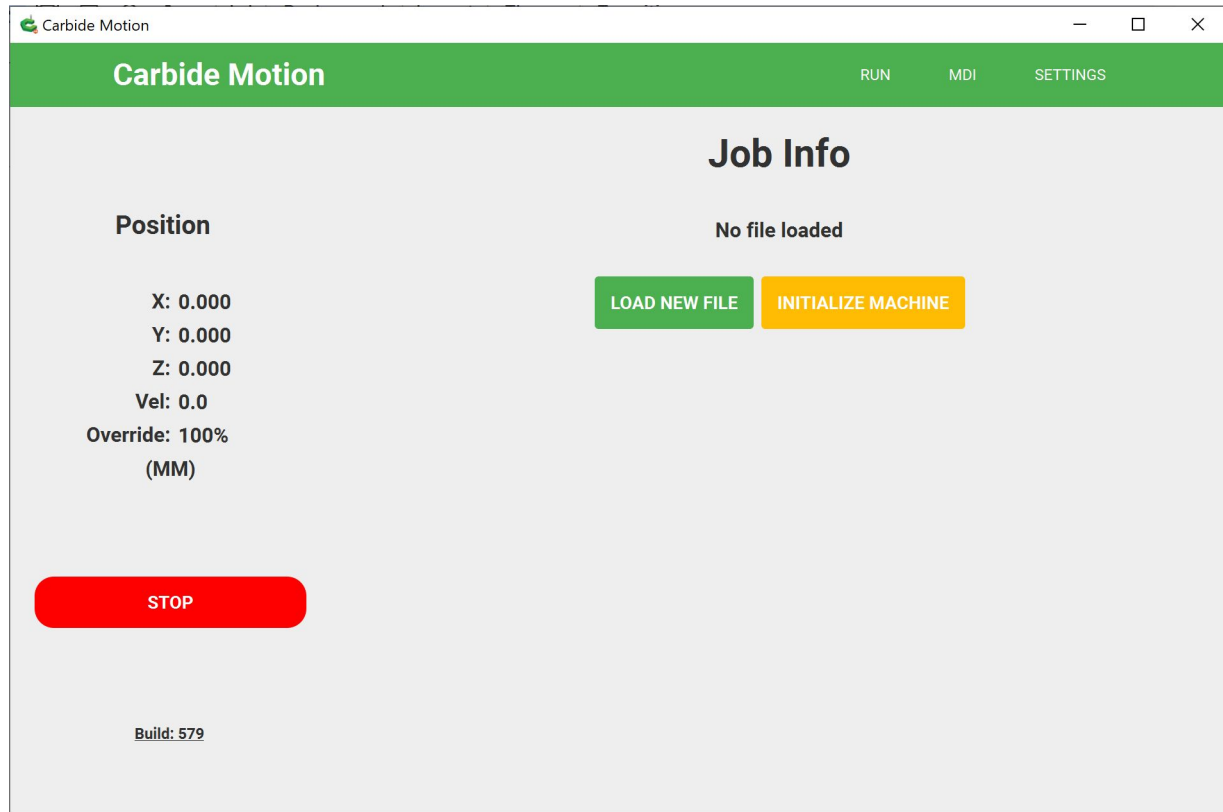 Carbide Motion
Carbide Motion
RUN
MDI
SETTINGS
Job Info
Position
No file loaded
X: 0.000
LOAD NEW FILE
INITIALIZE MACHINE
Y: 0.000
Z: 0.000
Vel: 0.0
Override: 100%
(MM)
STOP
Build: 579